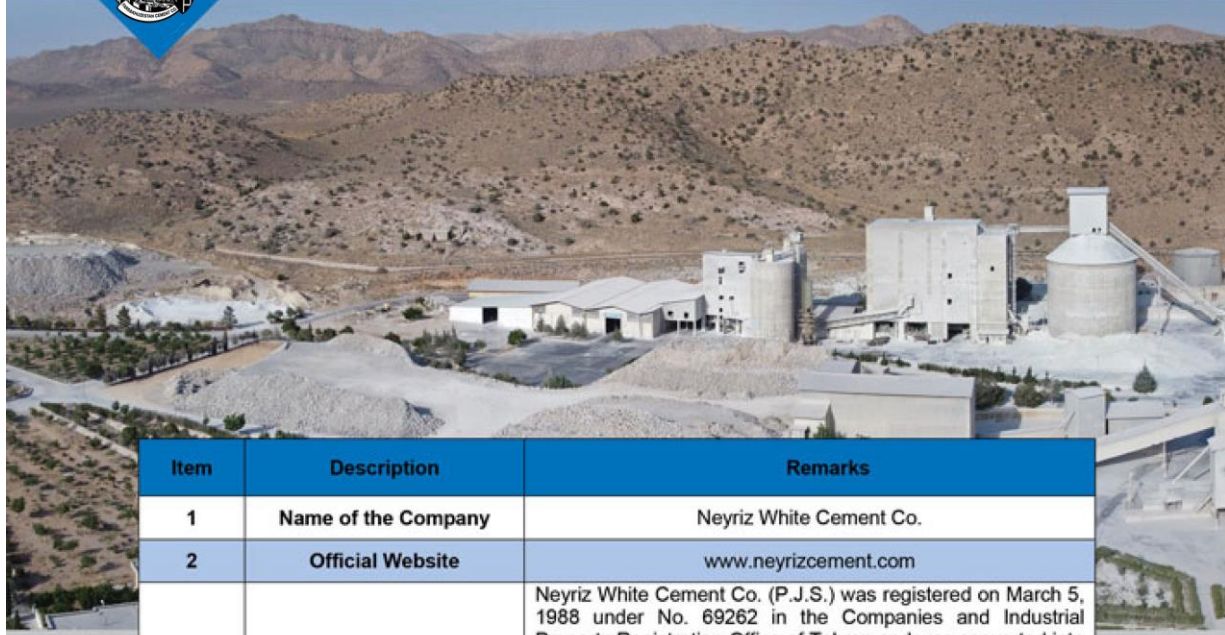 Item Description Remarks
1 Name of the Company Neyriz White Cement Co.
2 Official Website www.neyrizcement.com
Neyriz White Cement Co. (P.J.S.) was registered on March 5,
1988 under No. 69262 in the Companies and Industrial